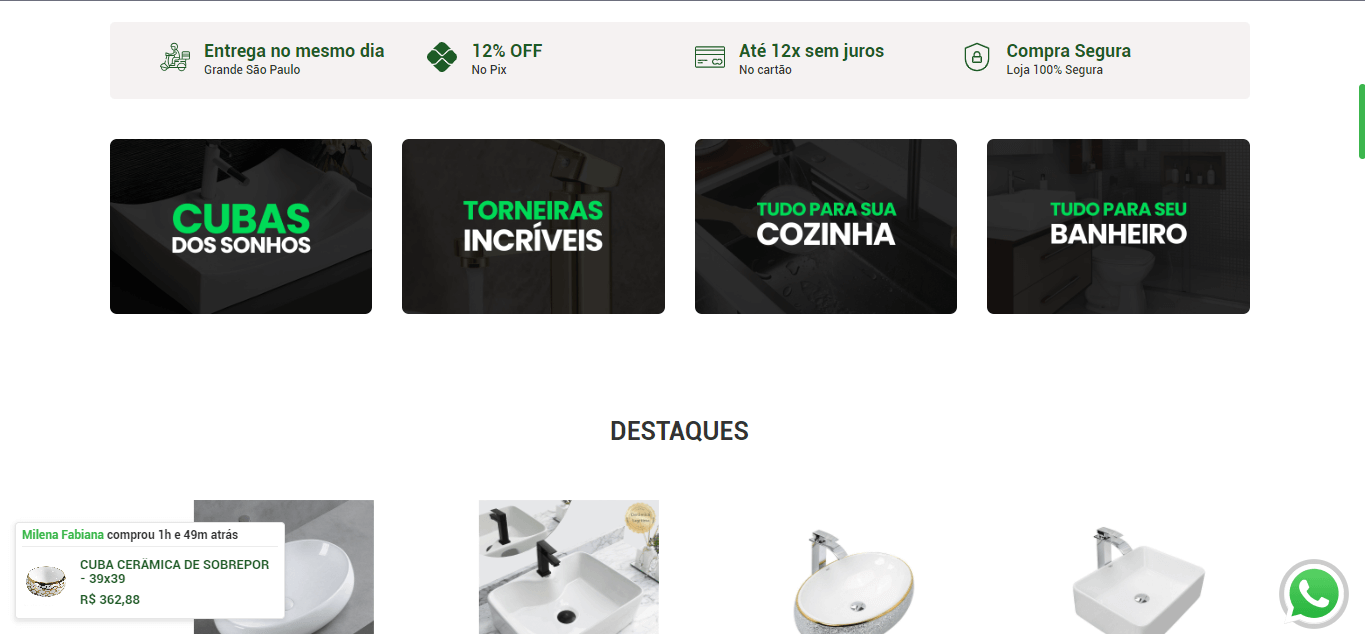 Entrega no mesmo dia
Grande São Paulo
12% OFF
No Pix
Até 12x sem juros
No cartão
Compra Segura
Loja 100% Segura
CUBAS
DOS SONHOS
TORNEIRAS
INCRÍVEIS
TUDO PARA SUA
COZINHA
TUDO PARA SEU
BANHEIRO
DESTAQUES
Milena Fabiana comprou 1h e 49m atrás
CUBA CERÂMICA DE SOBREPOR
- 39x39
R$ 362,88